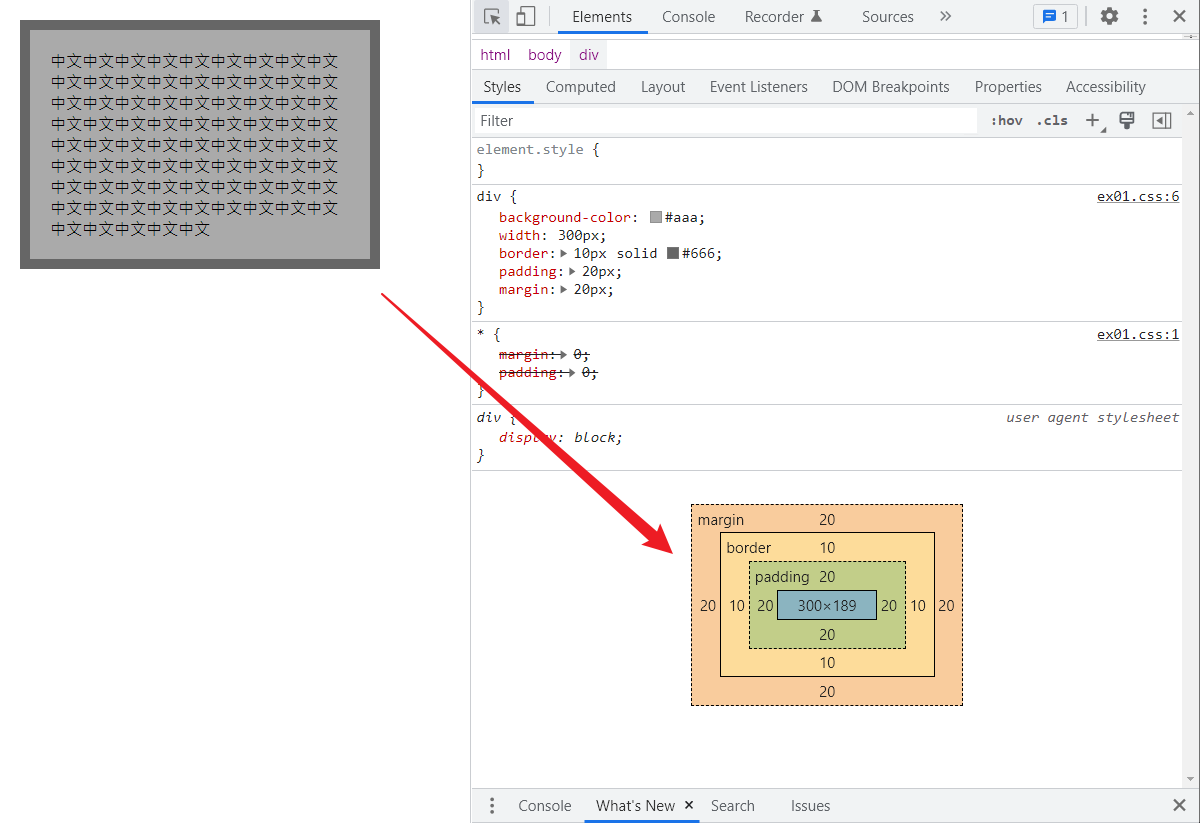 中文中文中文中文中文中文中文中文中文
中文中文中文中文中文中文中文中文中文
中文中文中文中文中文中文中文中文中文
中文中文中文中文中文中文中文中文中文
中文中文中文中文中文中文中文中文中文
中文中文中文中文中文中文中文中文中文
中文中文中文中文中文中文中文中文中文
中文中文中文中文中文中文中文中文中文
中文中文中文中文中文
Elements Console Recorder Sources » 1
html body div
Styles Computed Layout Event Listeners DOM Breakpoints Properties Accessibility
Filter :hov .cls +
element.style {
}
div { ex01.css:6
background-color: #aaa;
width: 300px;
border: 10px solid #666;
padding: 20px;
margin: 20px;
}
* { ex01.css:1
margin: 0;
padding: 0;
}
div { user agent stylesheet
display: block;
}
margin 20
border 10
padding 20
20 10 20 300×189 20 10 20
20
10
20
Console What's New × Search Issues